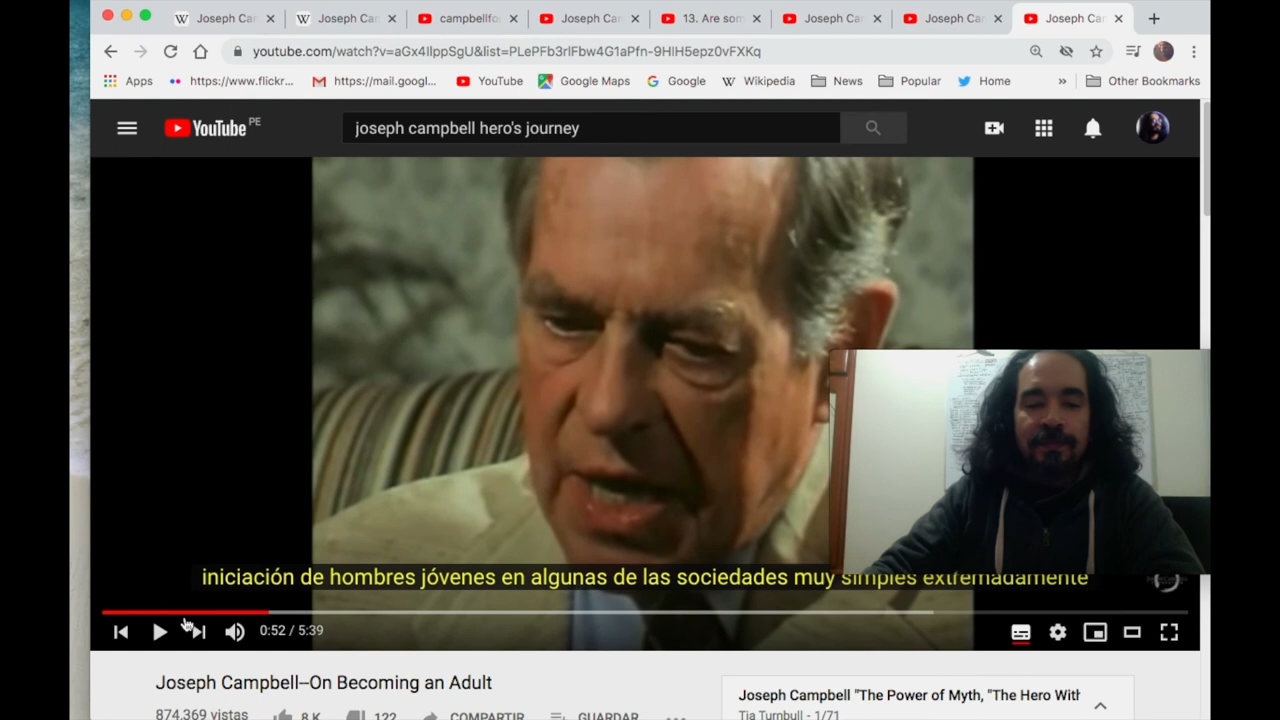 Joseph Ca
Joseph Ca
campbellfo
Joseph Ca
13. Are som
Joseph Ca
Joseph Ca
Joseph Ca
youtube.com/watch?v=aGx4lIppSgU&list=PLePFb3rlFbw4G1aPfn-9HIH5epz0vFXKq
Apps
https://www.flickr...
https://mail.googl...
YouTube
Google Maps
Google
Wikipedia
News
Popular
Home
»
Other Bookmarks
YouTube PE
joseph campbell hero's journey
iniciación de hombres jóvenes en algunas de las sociedades muy simples extremadamente
0:52 / 5:39
Joseph Campbell--On Becoming an Adult
874,369 vistas
8 K
122
COMPARTIR
GUARDAR
Joseph Campbell "The Power of Myth, "The Hero With
Tia Turnbull - 1/71